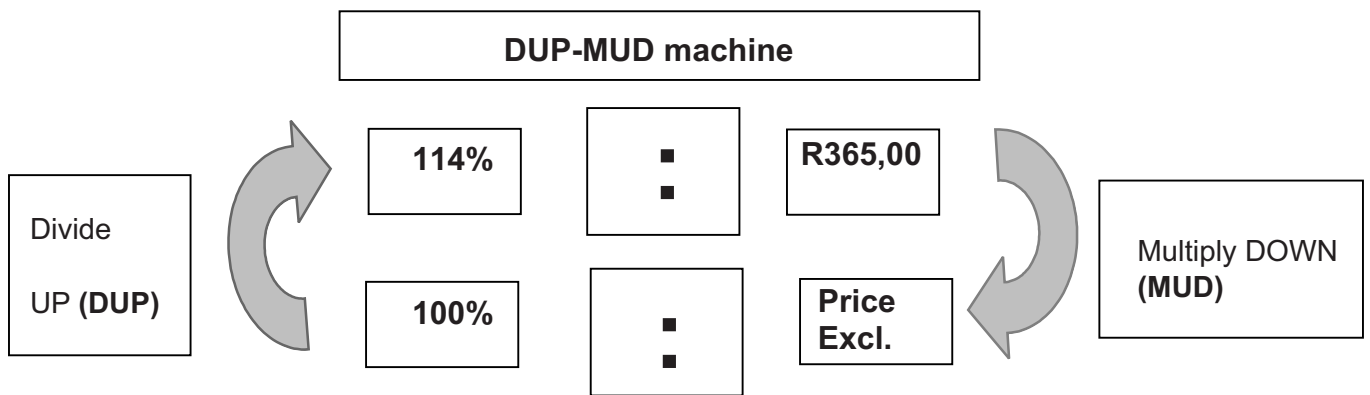 DUP-MUD machine
114%
:
R365,00
Divide
UP (DUP)
Multiply DOWN
(MUD)
100%
:
Price
Excl.